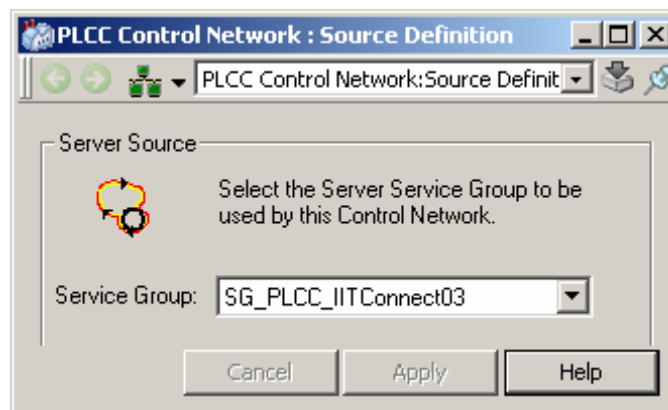 PLCC Control Network : Source Definition
PLCC Control Network:Source Definit
Server Source
Select the Server Service Group to be
used by this Control Network.
Service Group: SG_PLCC_IITConnect03
Cancel Apply Help